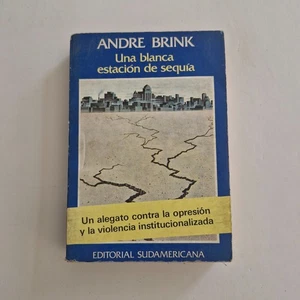 ANDRE BRINK
Una blanca
estación de sequía
Un alegato contra la opresión
y la violencia institucionalizada
EDITORIAL SUDAMERICANA